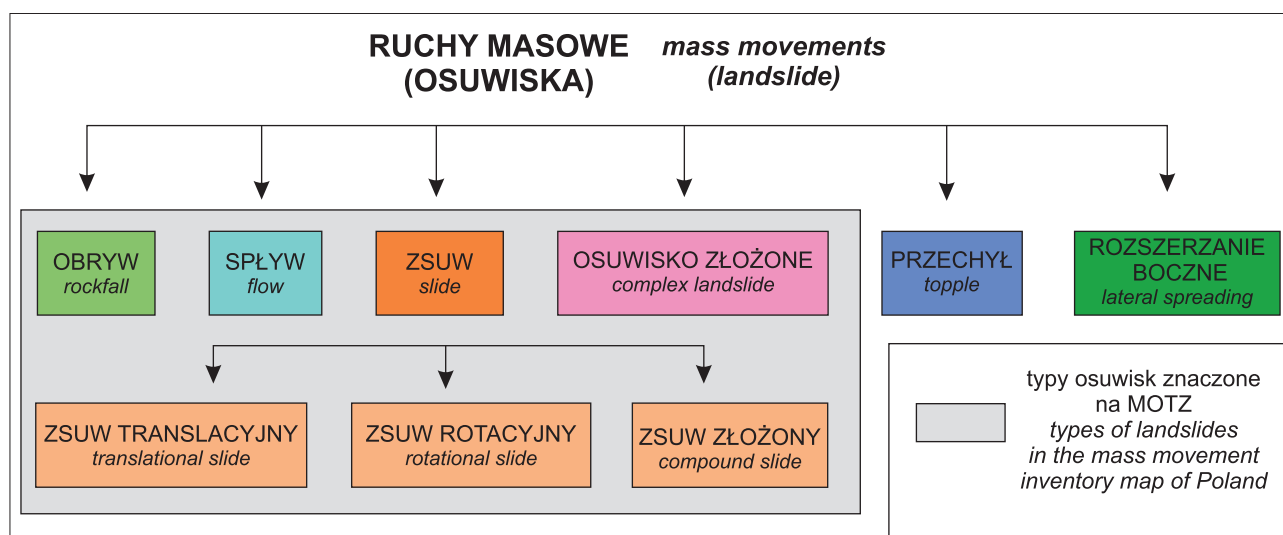 RUCHY MASOWE
(OSUWISKA)
mass movements
(landslide)
OBRYW
rockfall
SPŁYW
flow
ZSUW
slide
OSUWISKO ZŁOŻONE
complex landslide
PRZECHYŁ
topple
ROZSZERZANIE
BOCZNE
lateral spreading
ZSUW TRANSLACYJNY
translational slide
ZSUW ROTACYJNY
rotational slide
ZSUW ZŁOŻONY
compound slide
typy osuwisk znaczone
na MOTZ
types of landslides
in the mass movement
inventory map of Poland